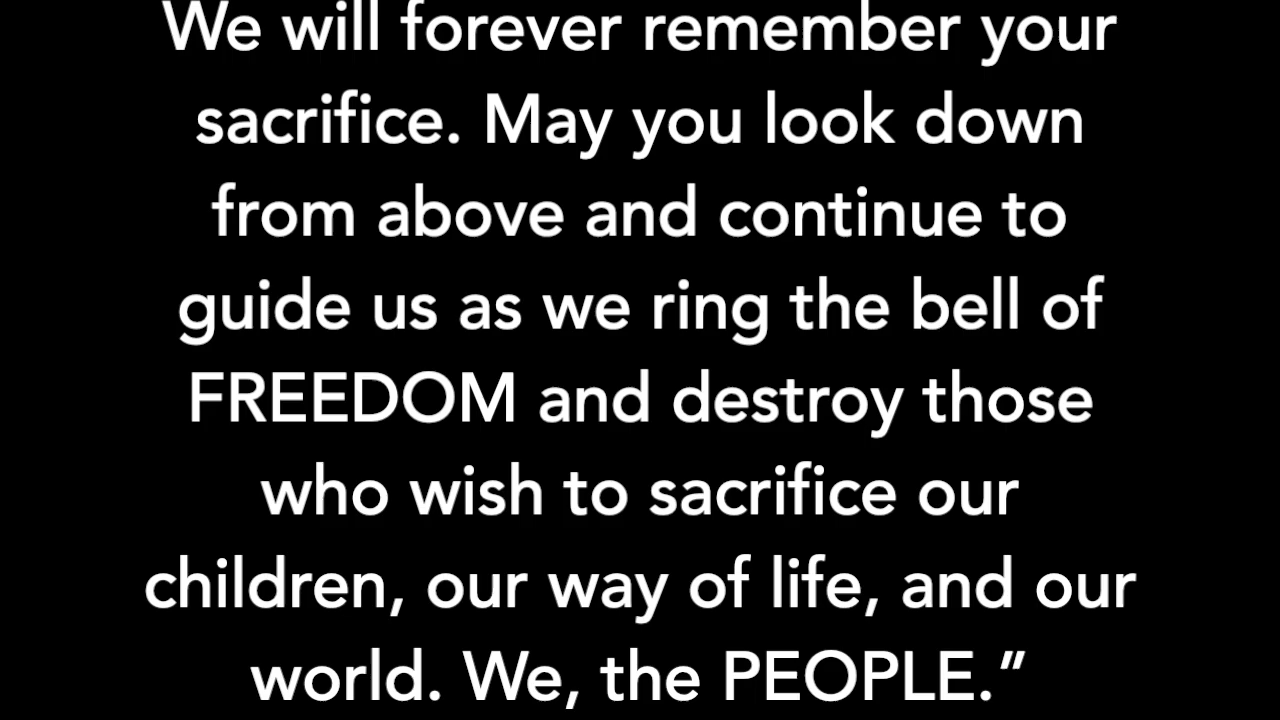 We will forever remember your
sacrifice. May you look down
from above and continue to
guide us as we ring the bell of
FREEDOM and destroy those
who wish to sacrifice our
children, our way of life, and our
world. We, the PEOPLE.”